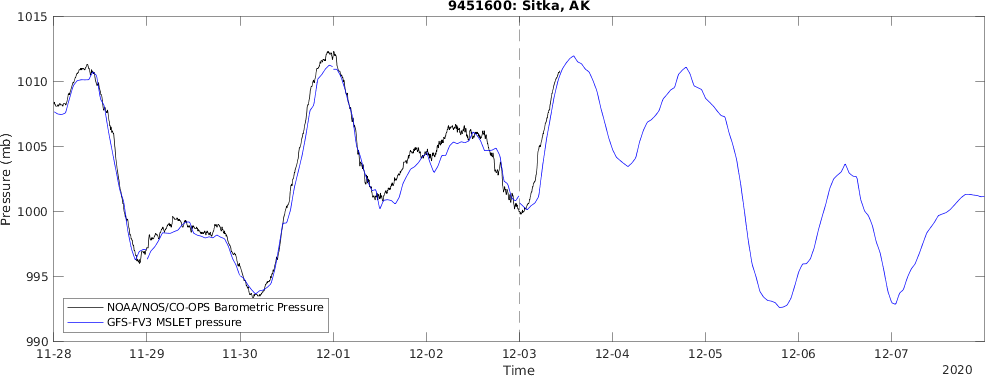 9451600: Sitka, AK
1015
1010
1005
1000
995
990
Pressure (mb)
NOAA/NOS/CO-OPS Barometric Pressure
GFS-FV3 MSLET pressure
11-28 11-29 11-30 12-01 12-02 12-03 12-04 12-05 12-06 12-07
Time
2020